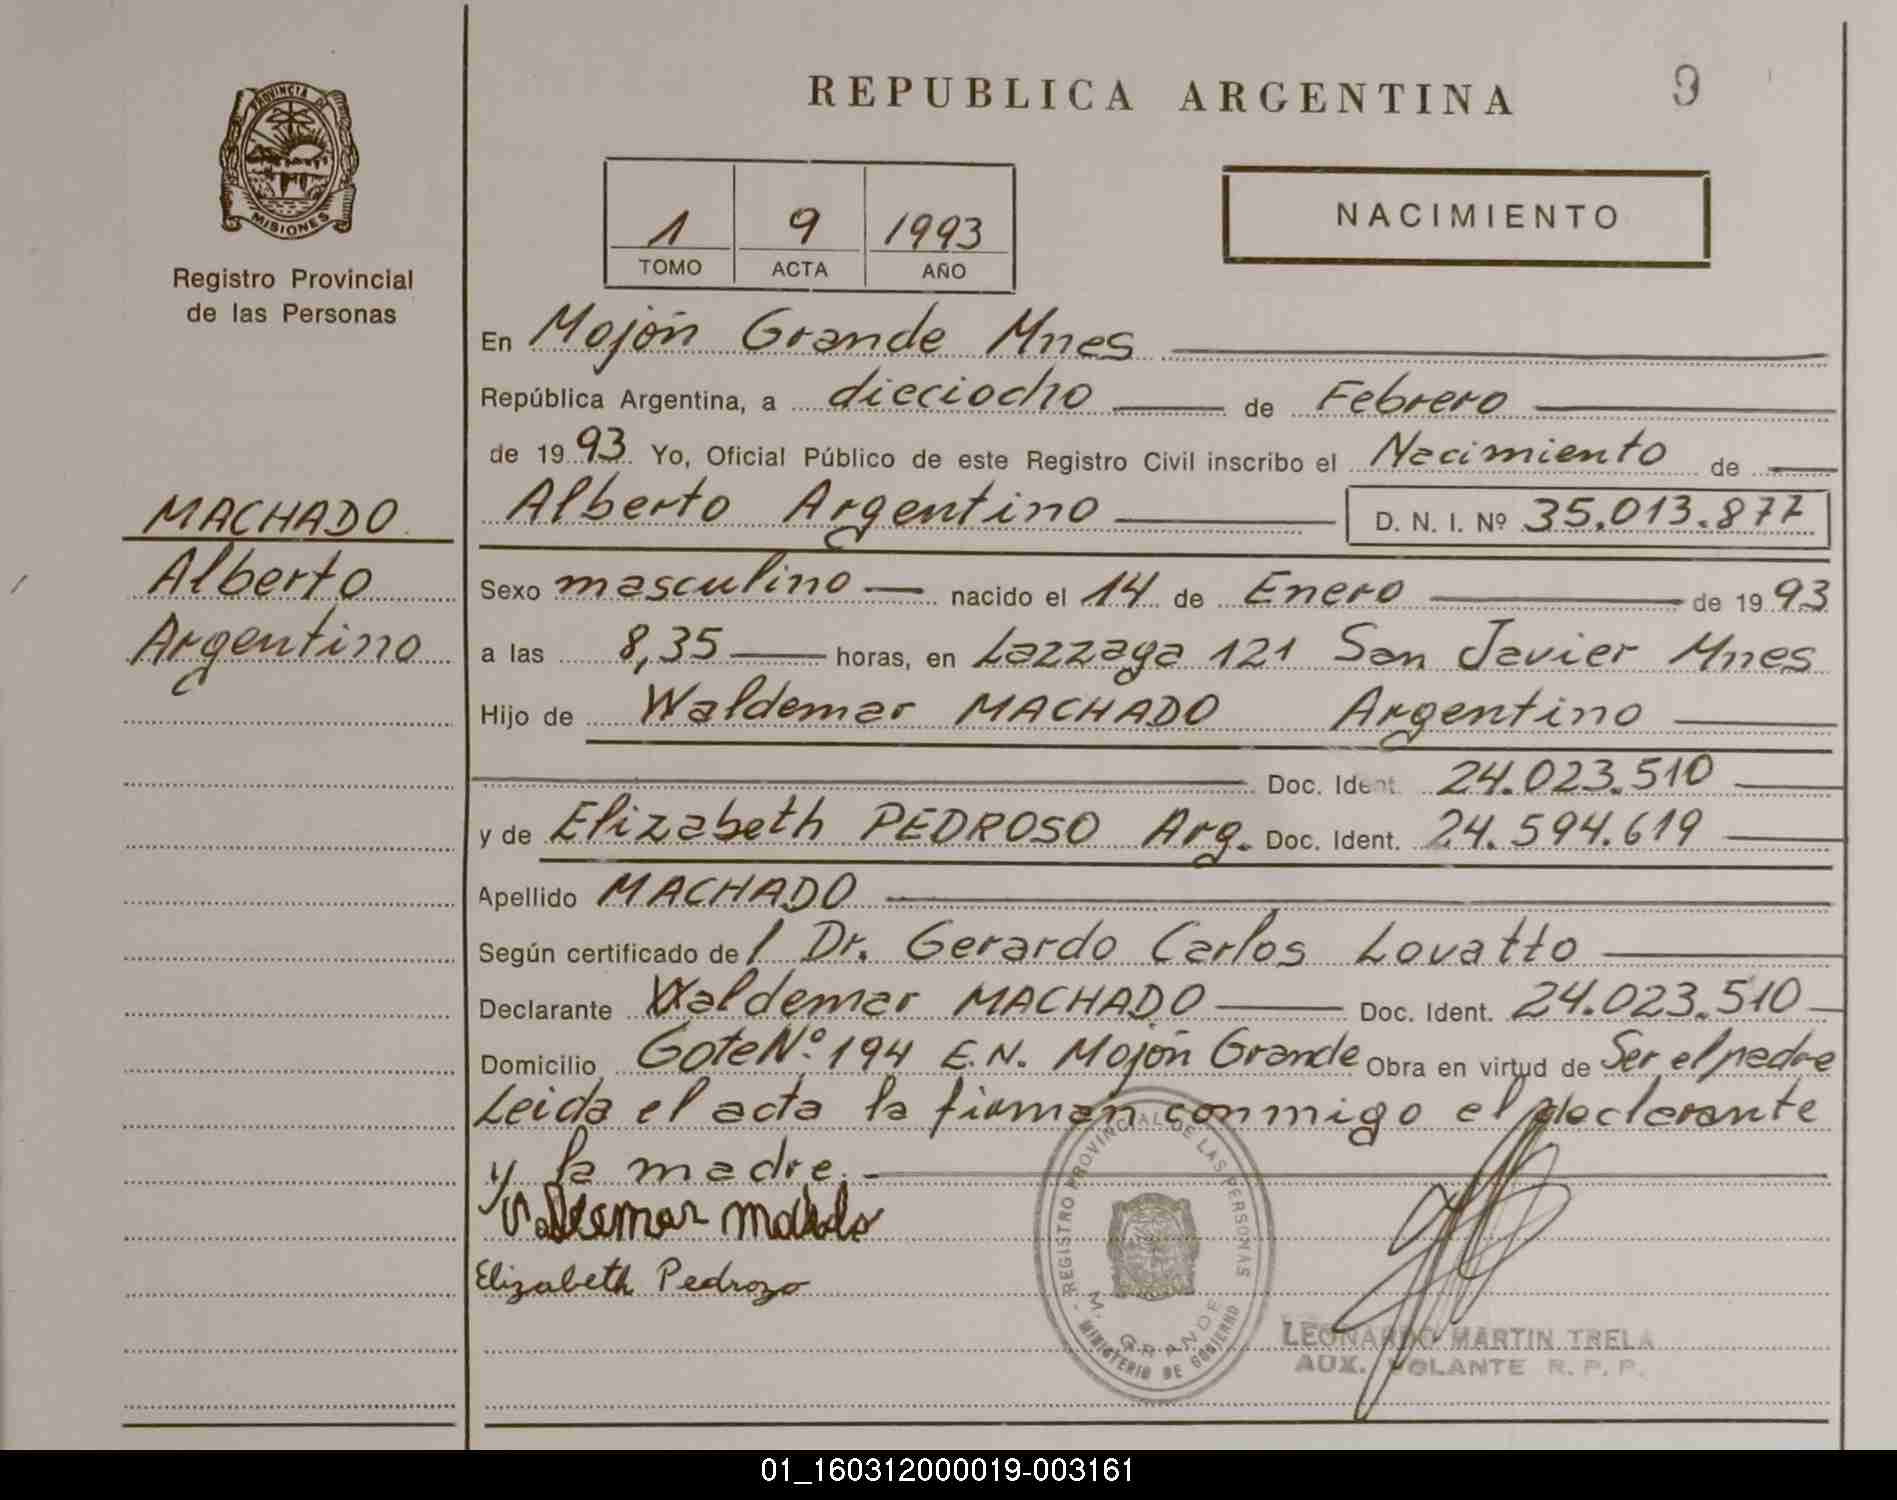 REPUBLICA ARGENTINA
9
PROVINCIA DE
MISIONES
Registro Provincial
de las Personas
1 9 1993
TOMO ACTA AÑO
NACIMIENTO
En Mojón Grande Mnes
República Argentina, a dieciocho de Febrero
de 1993 Yo, Oficial Público de este Registro Civil inscribo el Nacimiento de
MACHADO
Alberto
Argentino
Alberto Argentino D. N. I. Nº 35.013.877
Sexo masculino nacido el 14 de Enero de 1993
a las 8,35 horas, en Lazzaga 121 San Javier Mnes
Hijo de Waldemar MACHADO Argentino
Doc. Ident. 24.023.510
y de Elizabeth PEDROSO Arg. Doc. Ident. 24.594.619
Apellido MACHADO
Según certificado de l Dr. Gerardo Carlos Lovatto
Declarante Waldemar MACHADO Doc. Ident. 24.023.510
Domicilio Gote Nº 194 E.N. Mojón Grande Obra en virtud de Ser el padre
Leida el acta la firman conmigo el declarante
y la madre.-
Valdemar Machado
Elizabeth Pedrozo
REGISTRO PROVINCIAL DE LAS PERSONAS
M. GRANDE
MINISTERIO DE GOBIERNO
LEONARDO MARTIN TRELA
AUX. VOLANTE R. P. P.
01_160312000019-003161